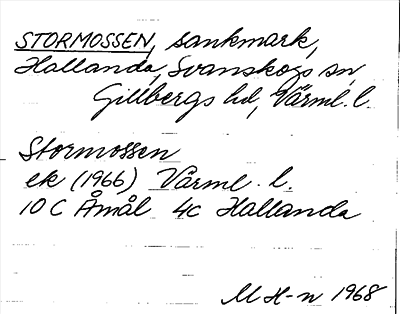 STORMOSSEN, sankmark,
Hallanda, Svanskogs sn,
Gillbergs hd, Värml. l.
Stormossen
ek (1966) Värml. l.
10 C Åmål 4c Hallanda
M H-n 1968